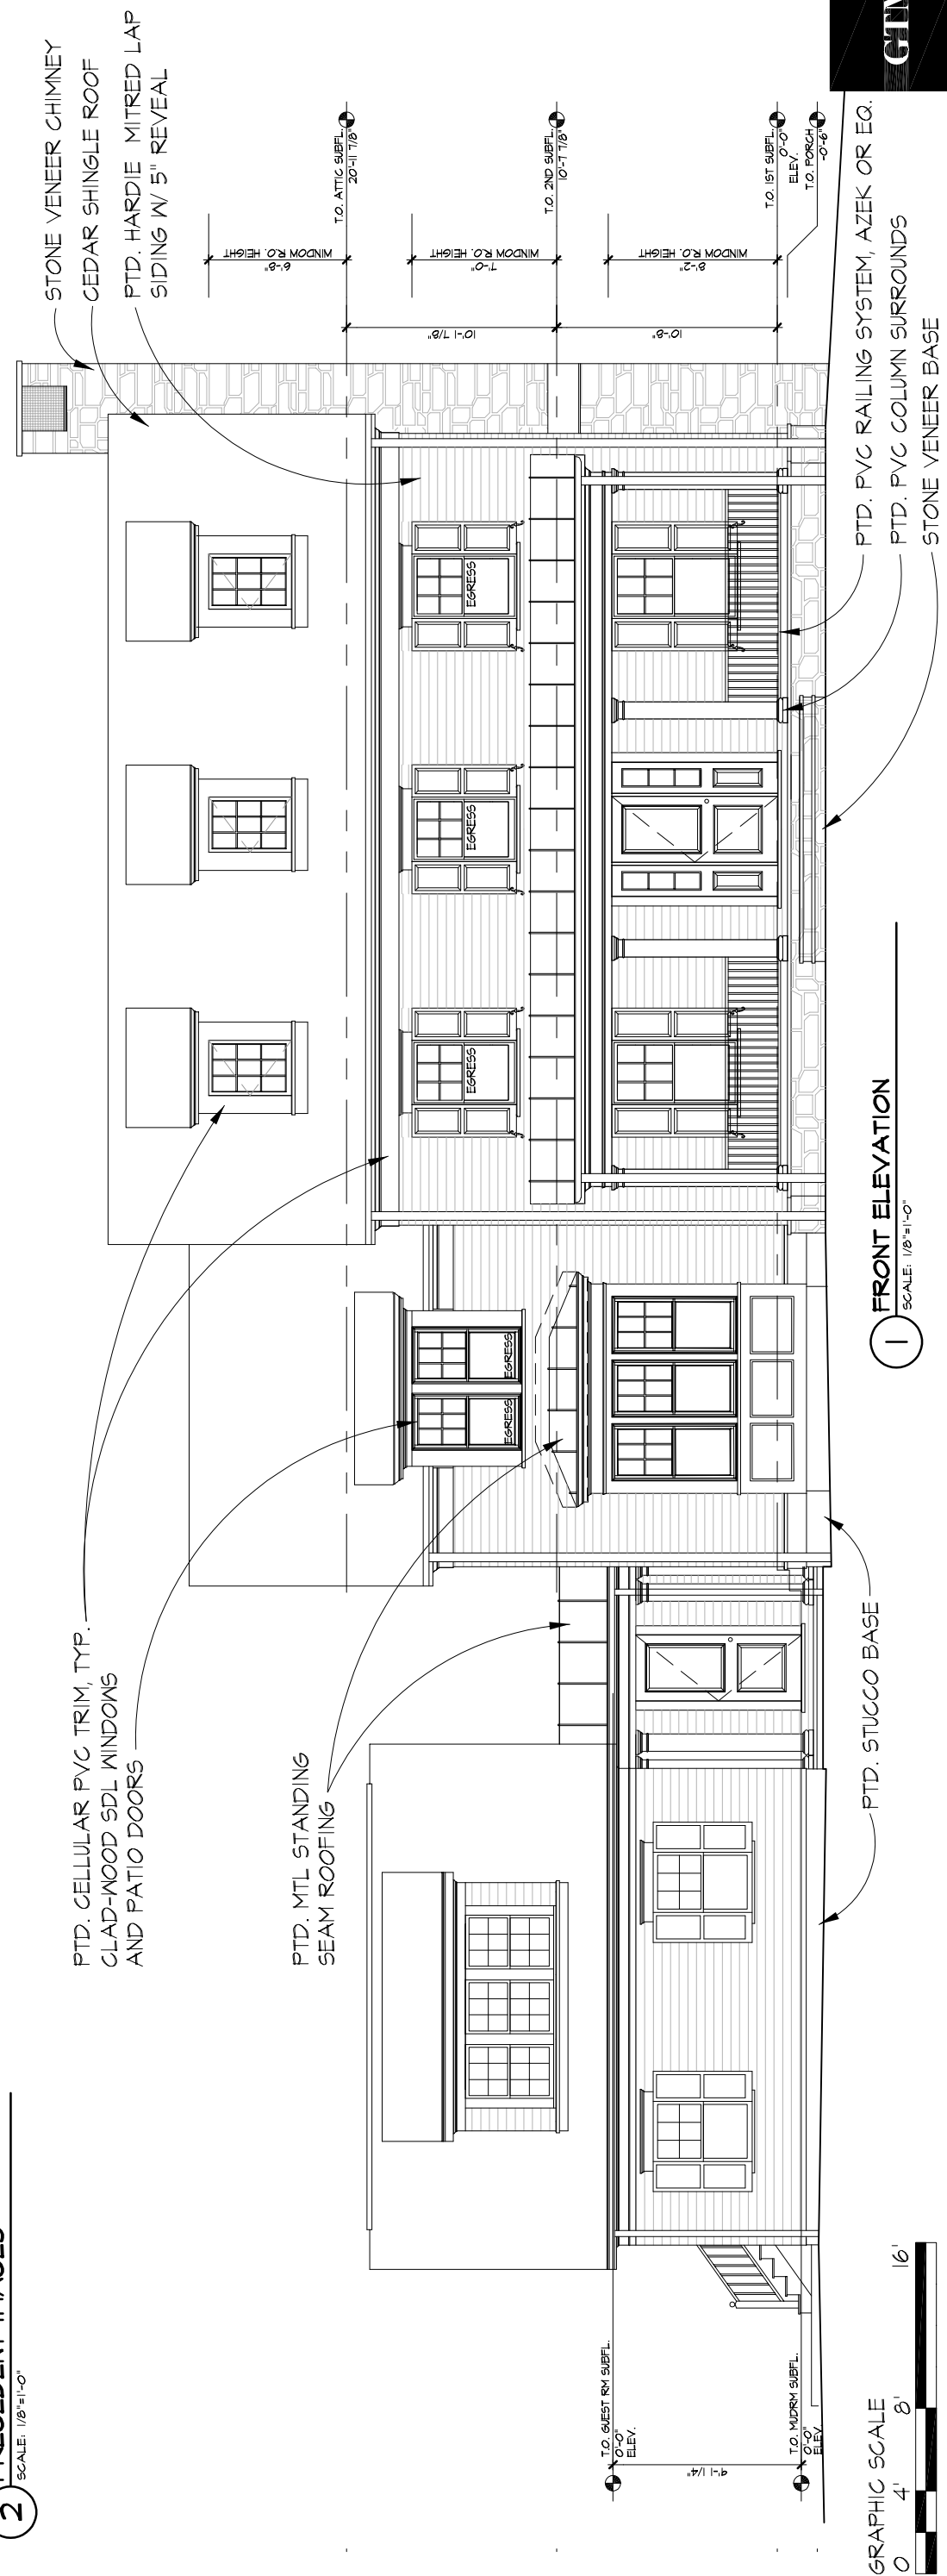 2
SCALE: 1/8"=1'-0"
STONE VENEER CHIMNEY
CEDAR SHINGLE ROOF
PTD. HARDIE MITRED LAP
SIDING W/ 5" REVEAL
PTD. CELLULAR PVC TRIM, TYP.
CLAD-WOOD SDL WINDOWS
AND PATIO DOORS
PTD. MTL STANDING
SEAM ROOFING
T.O. ATTIC SUBFL.
20'-11 7/8"
T.O. 2ND SUBFL.
10'-7 7/8"
T.O. 1ST SUBFL.
0'-0"
ELEV.
T.O. PORCH
-0'-6"
6'-8"
WINDOW R.O. HEIGHT
7'-0"
WINDOW R.O. HEIGHT
8'-2"
WINDOW R.O. HEIGHT
10'-1 7/8"
10'-8"
EGRESS
EGRESS
EGRESS
EGRESS
EGRESS
T.O. GUEST RM SUBFL.
0'-0"
ELEV.
T.O. MUDRM SUBFL.
0'-0"
ELEV.
9'-1 1/4"
PTD. STUCCO BASE
PTD. PVC RAILING SYSTEM, AZEK OR EQ.
PTD. PVC COLUMN SURROUNDS
STONE VENEER BASE
1
FRONT ELEVATION
SCALE: 1/8"=1'-0"
GRAPHIC SCALE
0 4' 8' 16'